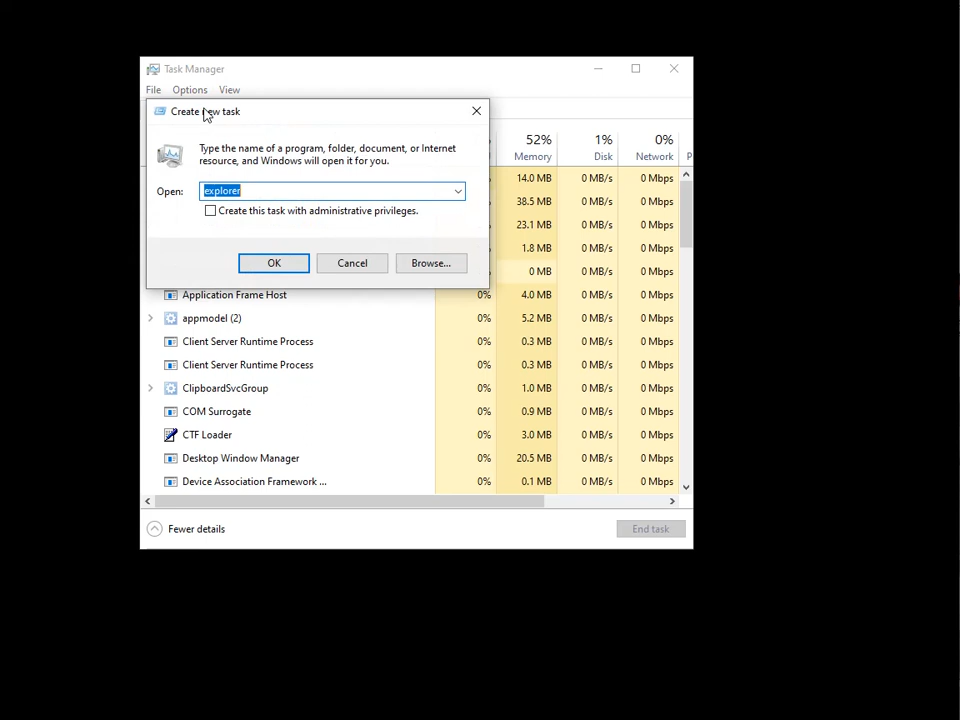 Task Manager
File Options View
Create new task
Type the name of a program, folder, document, or Internet
resource, and Windows will open it for you.
Open: explorer
Create this task with administrative privileges.
OK Cancel Browse...
52% 1% 0%
Memory Disk Network
14.0 MB 0 MB/s 0 Mbps
38.5 MB 0 MB/s 0 Mbps
23.1 MB 0 MB/s 0 Mbps
1.8 MB 0 MB/s 0 Mbps
0 MB 0 MB/s 0 Mbps
Application Frame Host 0% 4.0 MB 0 MB/s 0 Mbps
appmodel (2) 0% 5.2 MB 0 MB/s 0 Mbps
Client Server Runtime Process 0% 0.3 MB 0 MB/s 0 Mbps
Client Server Runtime Process 0% 0.3 MB 0 MB/s 0 Mbps
ClipboardSvcGroup 0% 1.0 MB 0 MB/s 0 Mbps
COM Surrogate 0% 0.9 MB 0 MB/s 0 Mbps
CTF Loader 0% 3.0 MB 0 MB/s 0 Mbps
Desktop Window Manager 0% 20.5 MB 0 MB/s 0 Mbps
Device Association Framework ... 0% 0.1 MB 0 MB/s 0 Mbps
Fewer details End task